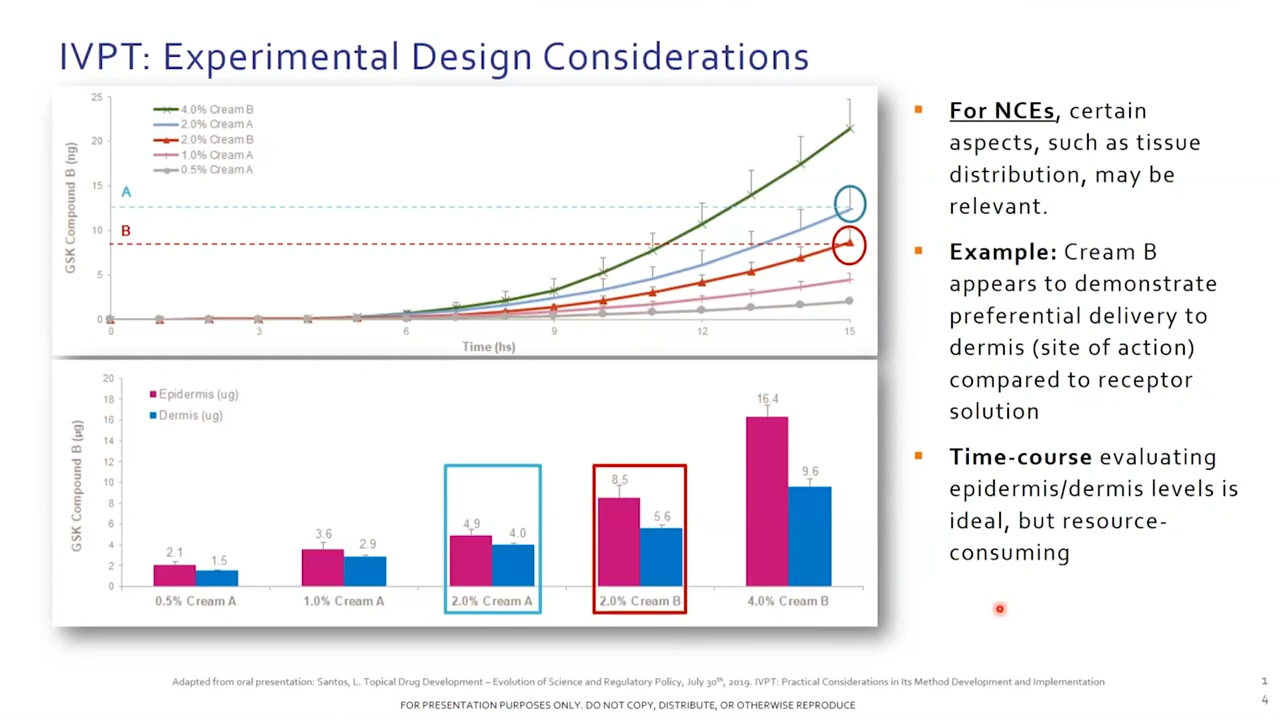 IVPT: Experimental Design Considerations
25
20
15
10
5
0
GSK Compound B (ng)
4.0% Cream B
2.0% Cream A
2.0% Cream B
1.0% Cream A
0.5% Cream A
A
B
0 3 6 9 12 15
Time (hs)
20
18
16
14
12
10
8
6
4
2
0
GSK Compound B (µg)
Epidermis (ug)
Dermis (ug)
2.1 1.5 3.6 2.9 4.9 4.0 8.5 5.6 16.4 9.6
0.5% Cream A 1.0% Cream A 2.0% Cream A 2.0% Cream B 4.0% Cream B
For NCEs, certain
aspects, such as tissue
distribution, may be
relevant.
Example: Cream B
appears to demonstrate
preferential delivery to
dermis (site of action)
compared to receptor
solution
Time-course evaluating
epidermis/dermis levels is
ideal, but resource-
consuming
Adapted from oral presentation: Santos, L. Topical Drug Development – Evolution of Science and Regulatory Policy, July 30th, 2019. IVPT: Practical Considerations in Its Method Development and Implementation
FOR PRESENTATION PURPOSES ONLY. DO NOT COPY, DISTRIBUTE, OR OTHERWISE REPRODUCE
1
4